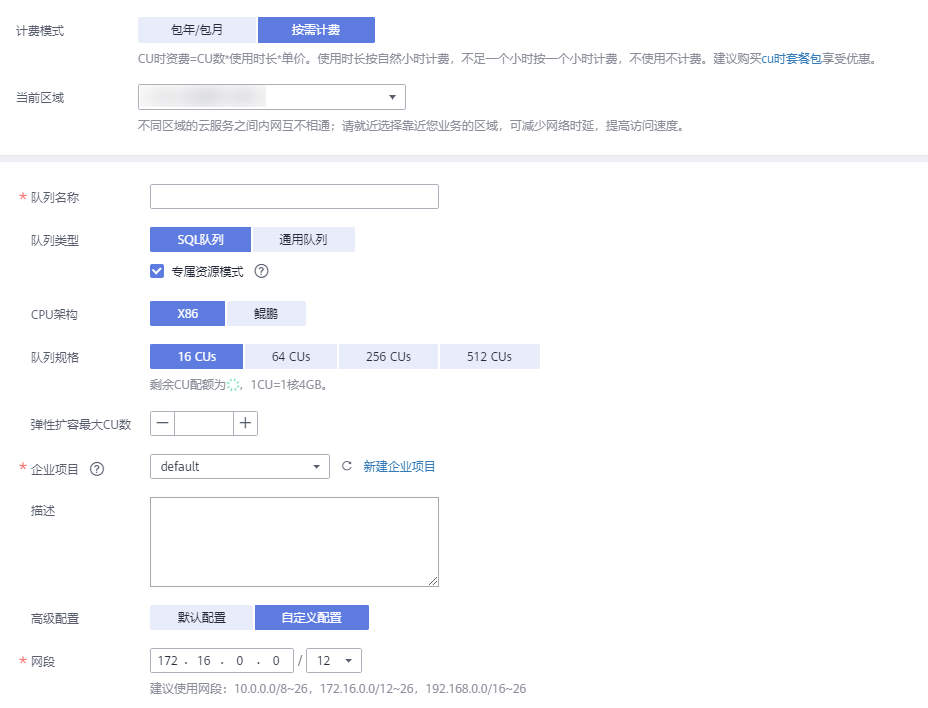 计费模式 包年/包月 按需计费
CU时资费=CU数*使用时长*单价。使用时长按自然小时计费，不足一个小时按一个小时计费，不使用不计费。建议购买cu时套餐包享受优惠。
当前区域
不同区域的云服务之间内网互不相通；请就近选择靠近您业务的区域，可减少网络时延，提高访问速度。
* 队列名称
队列类型 SQL队列 通用队列
专属资源模式 ?
CPU架构 X86 鲲鹏
队列规格 16 CUs 64 CUs 256 CUs 512 CUs
剩余CU配额为，1CU=1核4GB。
弹性扩容最大CU数
* 企业项目 ? default 新建企业项目
描述
高级配置 默认配置 自定义配置
* 网段 172 . 16 . 0 . 0 / 12
建议使用网段：10.0.0.0/8~26，172.16.0.0/12~26，192.168.0.0/16~26